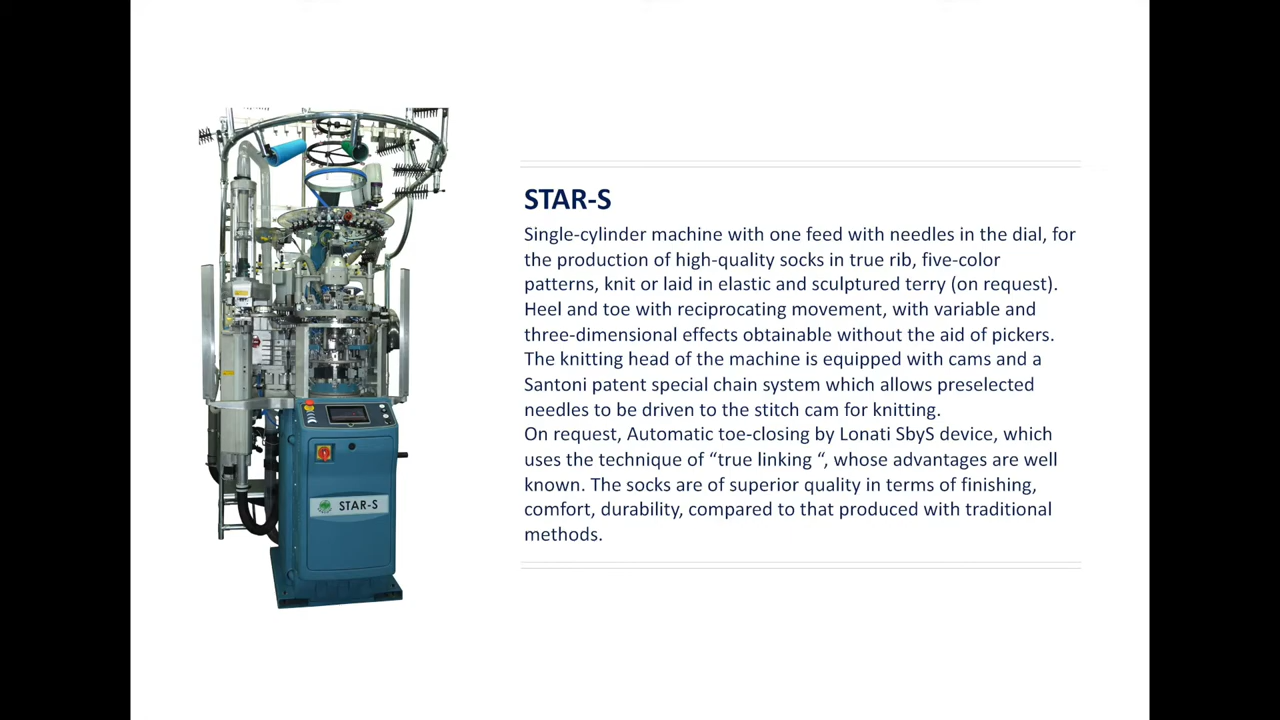 STAR-S
Single-cylinder machine with one feed with needles in the dial, for
the production of high-quality socks in true rib, five-color
patterns, knit or laid in elastic and sculptured terry (on request).
Heel and toe with reciprocating movement, with variable and
three-dimensional effects obtainable without the aid of pickers.
The knitting head of the machine is equipped with cams and a
Santoni patent special chain system which allows preselected
needles to be driven to the stitch cam for knitting.
On request, Automatic toe-closing by Lonati SbyS device, which
uses the technique of “true linking “, whose advantages are well
known. The socks are of superior quality in terms of finishing,
comfort, durability, compared to that produced with traditional
methods.
STAR-S